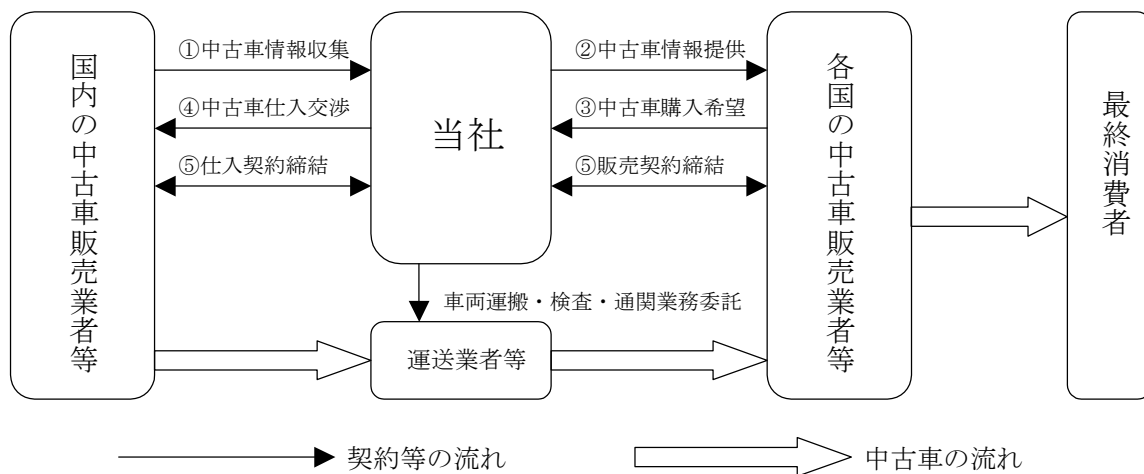 国内の中古車販売業者等
①中古車情報収集
④中古車仕入交渉
⑤仕入契約締結
当社
②中古車情報提供
③中古車購入希望
⑤販売契約締結
各国の中古車販売業者等
最終消費者
車両運搬・検査・通関業務委託
運送業者等
契約等の流れ
中古車の流れ